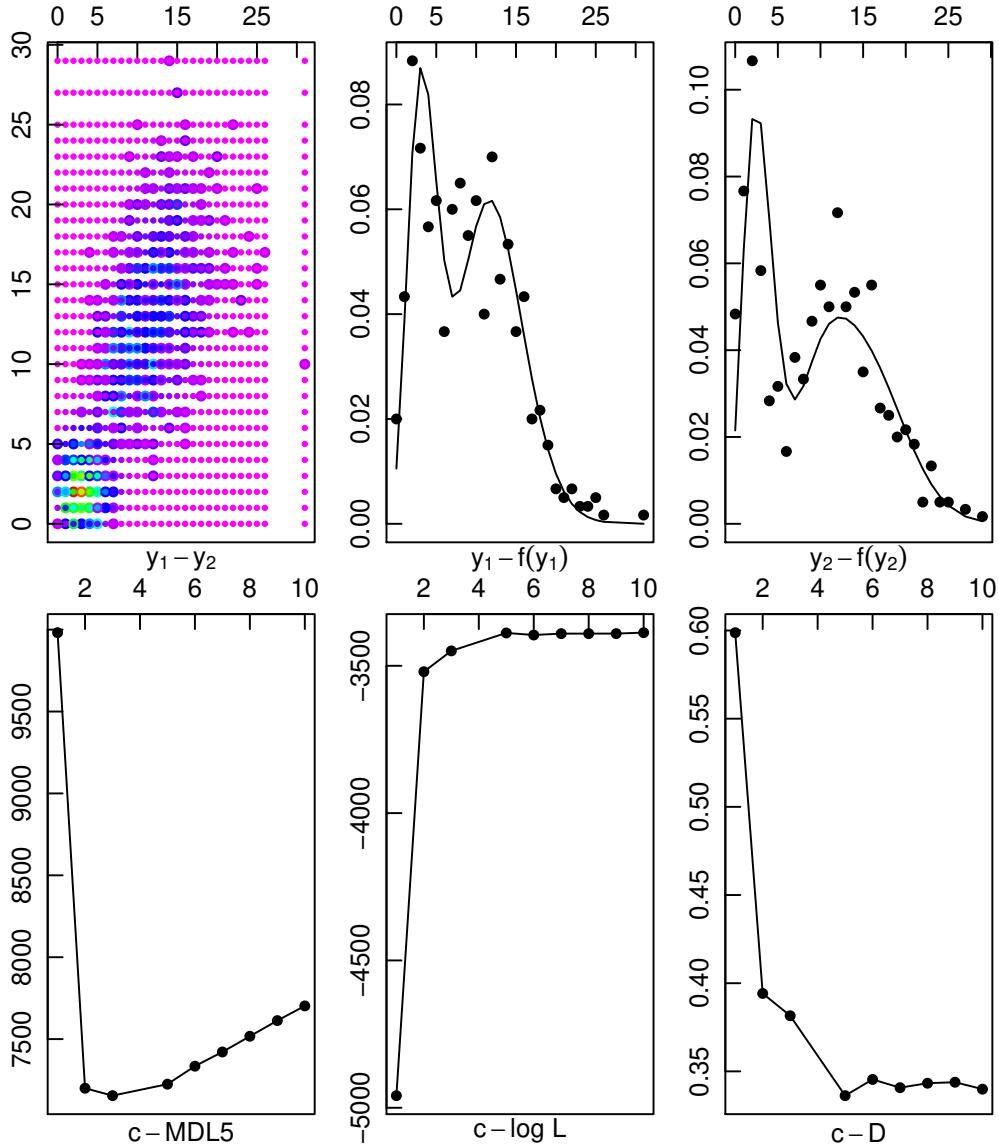 0 5 15 25
0 5 10 15 20 25 30
y₁ – y₂
0 5 15 25
0.00 0.02 0.04 0.06 0.08
y₁ – f(y₁)
0 5 15 25
0.00 0.02 0.04 0.06 0.08 0.10
y₂ – f(y₂)
2 4 6 8 10
7500 8000 8500 9000 9500
c – MDL5
2 4 6 8 10
−5000 −4500 −4000 −3500
c – log L
2 4 6 8 10
0.35 0.40 0.45 0.50 0.55 0.60
c – D